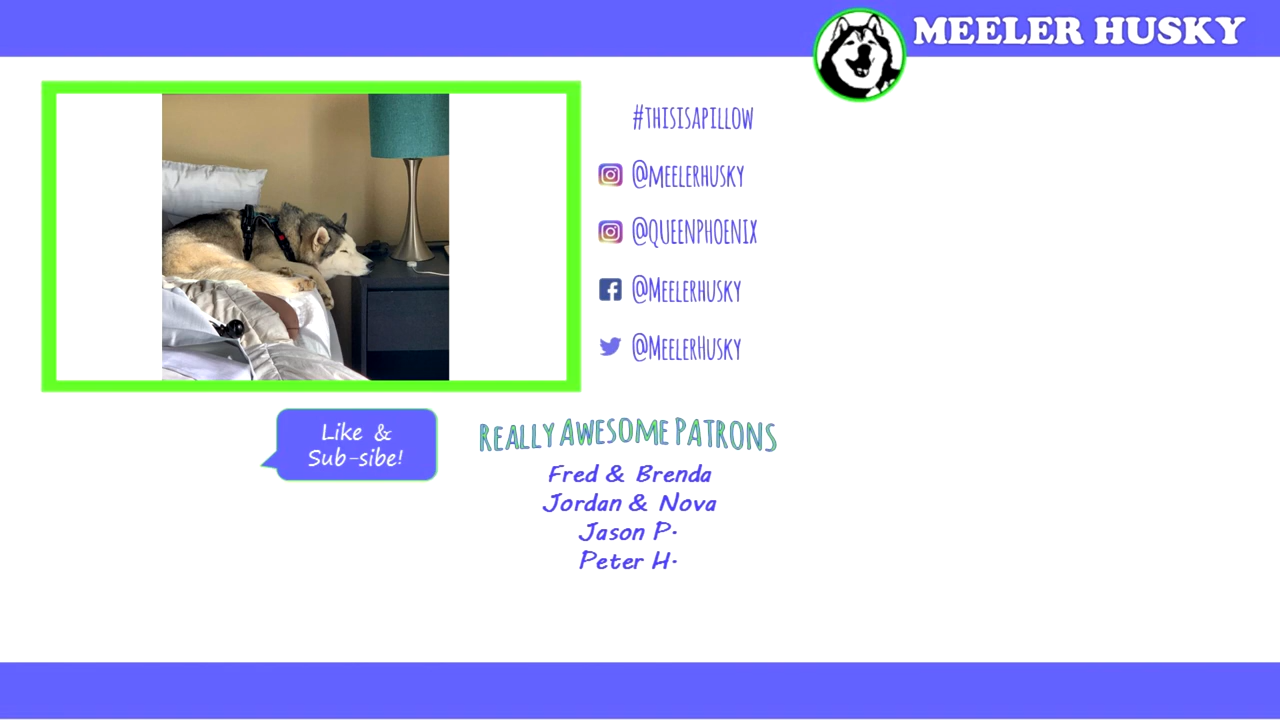 MEELER HUSKY
#THISISAPILLOW
@MEELERHUSKY
@QUEENPHOENIX
@MEELERHUSKY
@MEELERHUSKY
Like &
Sub-sibe!
REALLY AWESOME PATRONS
Fred & Brenda
Jordan & Nova
Jason P.
Peter H.